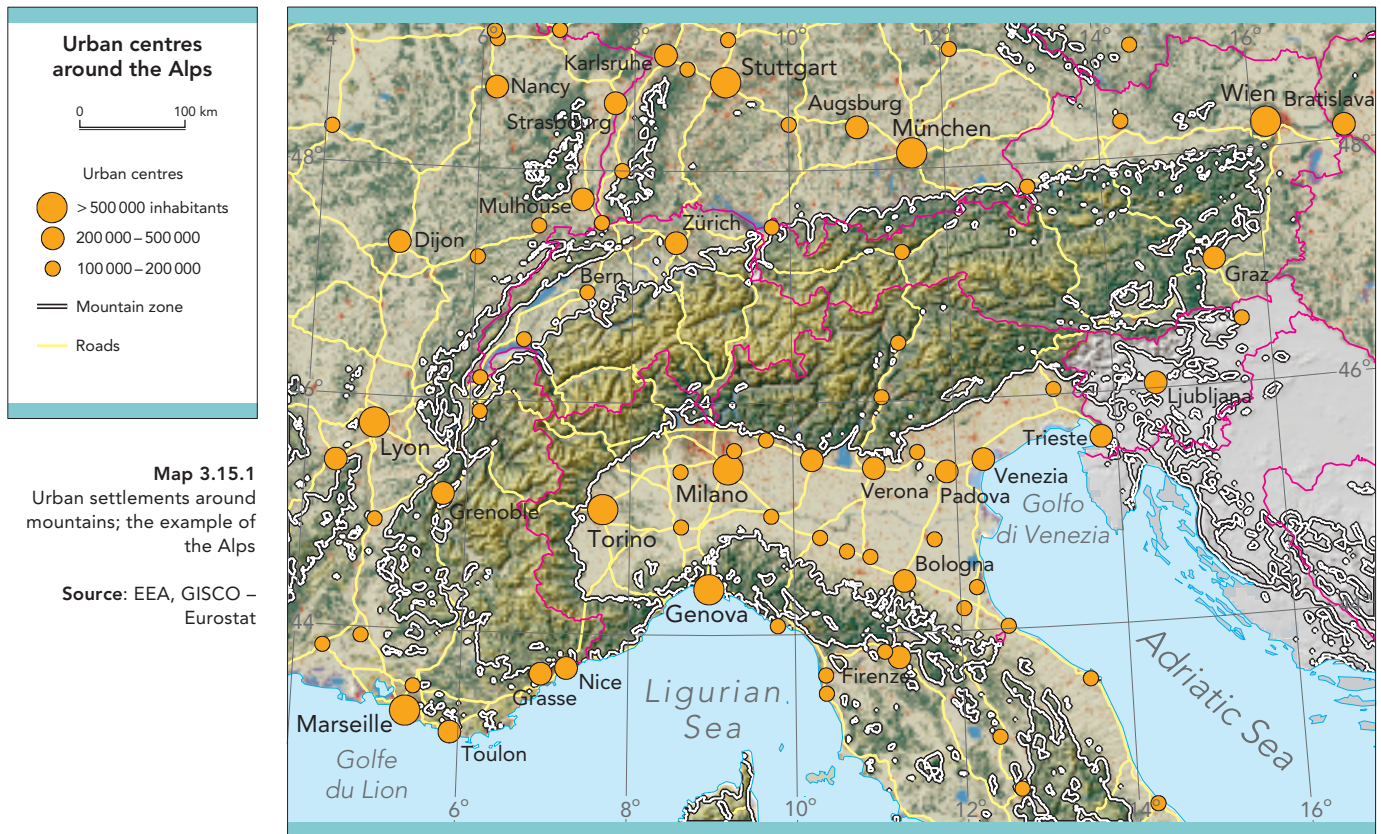 Urban centres
around the Alps
0 100 km
Urban centres
> 500 000 inhabitants
200 000 – 500 000
100 000 – 200 000
Mountain zone
Roads
Map 3.15.1
Urban settlements around
mountains; the example of
the Alps
Source: EEA, GISCO –
Eurostat
4° 6° 8° 10° 12° 14° 16°
Karlsruhe
Stuttgart
Nancy
Strasbourg
Augsburg
München
Wien
Bratislava
48°
48°
Mulhouse
Dijon
Zürich
Bern
Graz
46°
46°
Ljubljana
Lyon
Trieste
Grenoble
Milano
Verona
Padova
Venezia
Golfo
di Venezia
Torino
Bologna
Genova
44
Firenze
Nice
Grasse
Marseille
Toulon
Golfe
du Lion
Ligurian
Sea
Adriatic Sea
6° 8° 10° 12° 14° 16°